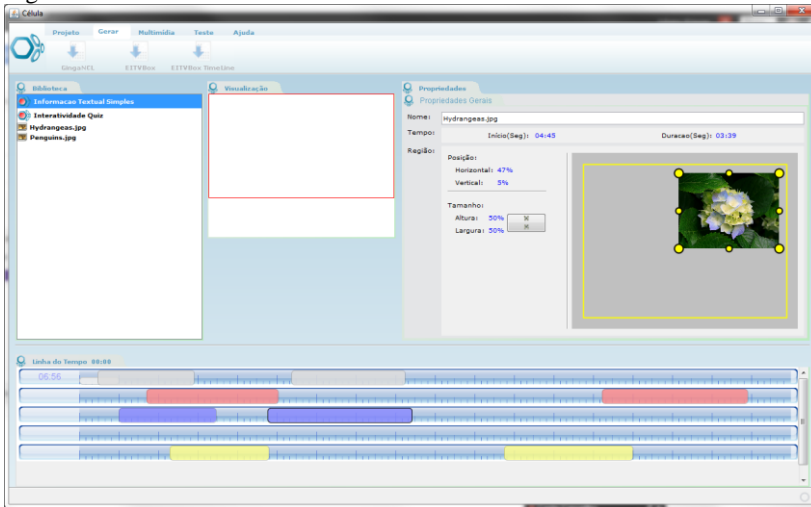 Célula
Projeto Gerar Multimídia Texto Ajuda
GingaNCL EITVBox EITVBox TimeLine
Biblioteca
Informacao Textual Simples
Interatividade Quiz
Hydrangeas.jpg
Penguins.jpg
Visualização
Propriedades
Propriedades Gerais
Nome: Hydrangeas.jpg
Tempo: Início(Seg): 04:45 Duracao(Seg): 03:39
Região:
Posição:
Horizontal: 47%
Vertical: 5%
Tamanho:
Altura: 50%
Largura: 50%
Linha do Tempo 00:00
06:56